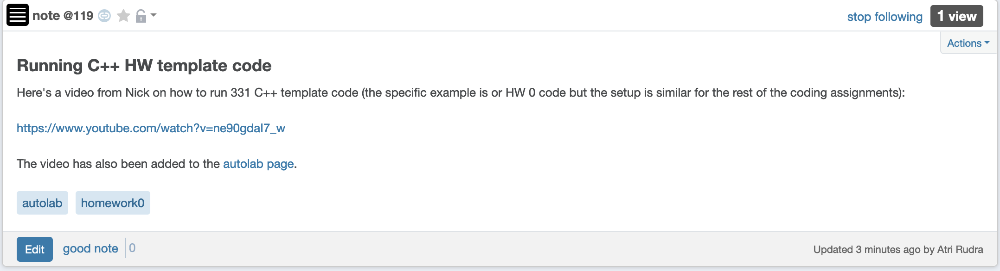 note @119
stop following
1 view
Actions
Running C++ HW template code
Here's a video from Nick on how to run 331 C++ template code (the specific example is or HW 0 code but the setup is similar for the rest of the coding assignments):
https://www.youtube.com/watch?v=ne90gdal7_w
The video has also been added to the autolab page.
autolab homework0
Edit good note 0
Updated 3 minutes ago by Atri Rudra